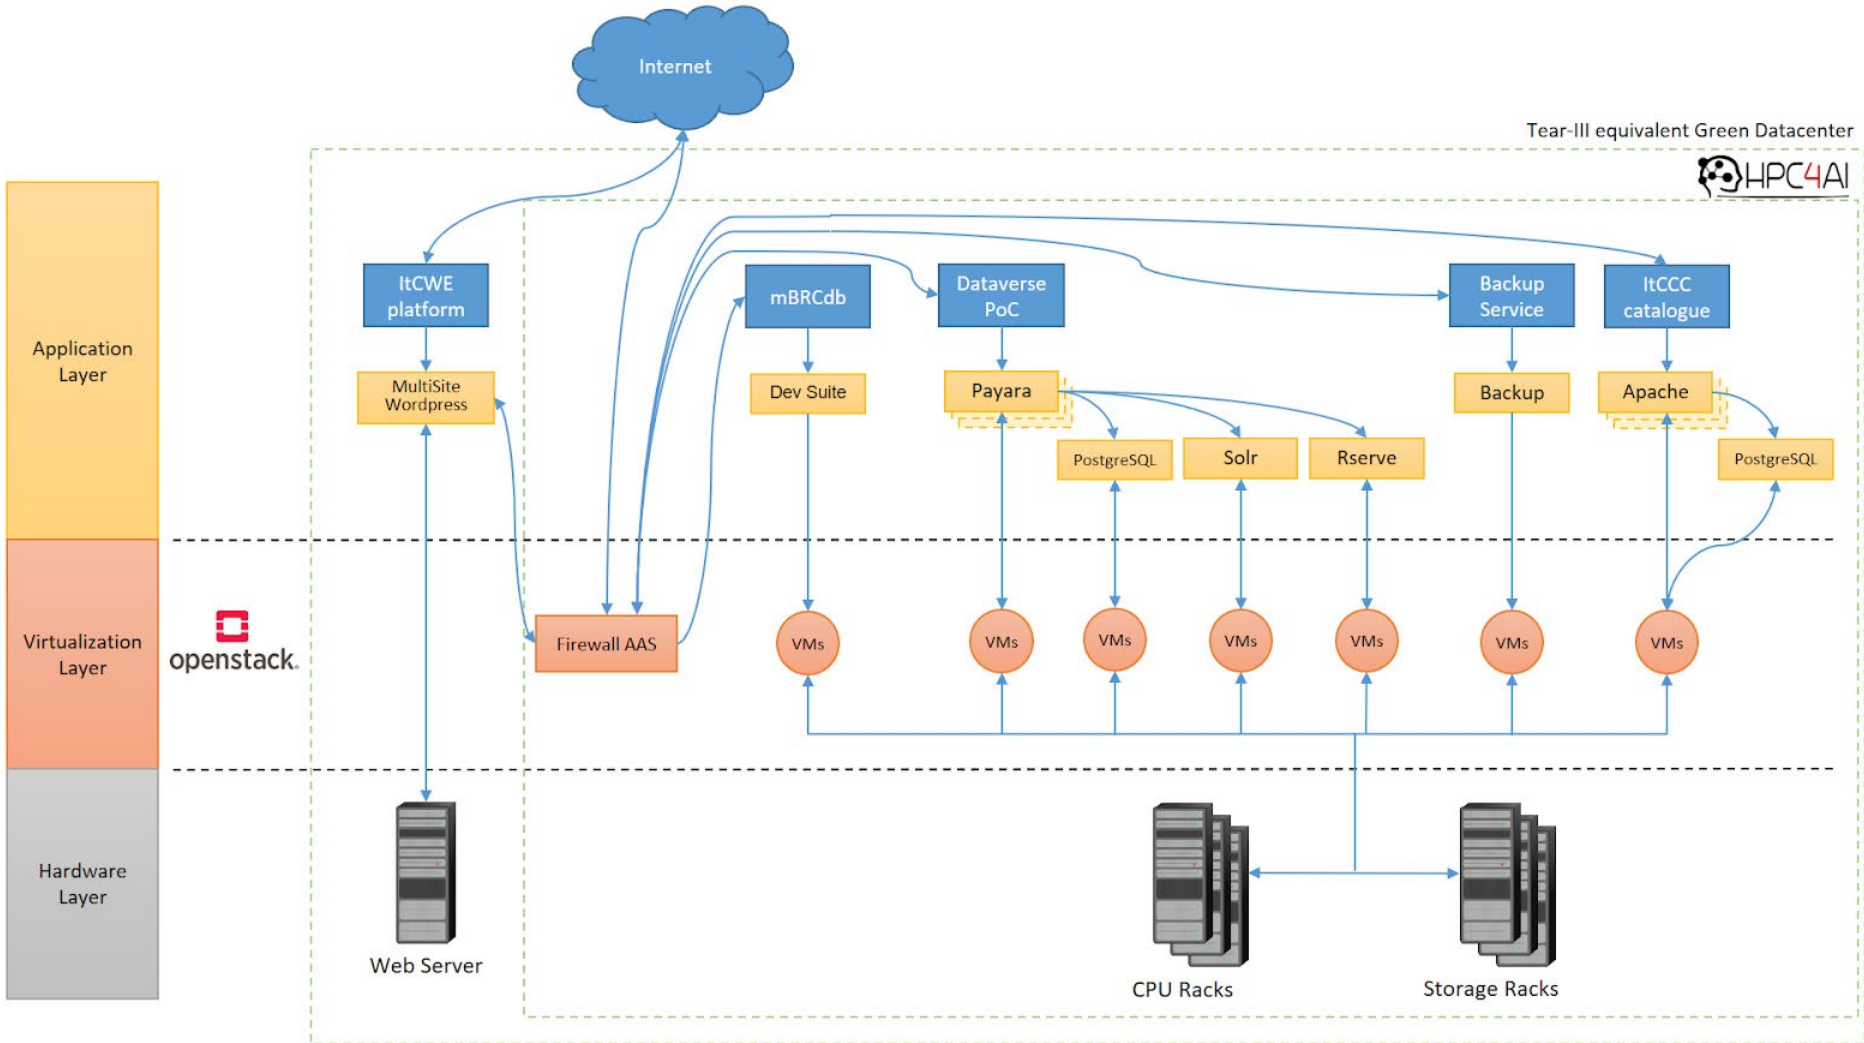 Internet
Tear-III equivalent Green Datacenter
HPC4AI
ItCWE
platform
mBRCdb
Dataverse
PoC
Backup
Service
ItCCC
catalogue
Application
Layer
MultiSite
Wordpress
Dev Suite
Payara
Backup
Apache
PostgreSQL
Solr
Rserve
PostgreSQL
Virtualization
Layer
openstack.
Firewall AAS
VMs
VMs
VMs
VMs
VMs
VMs
VMs
Hardware
Layer
Web Server
CPU Racks
Storage Racks